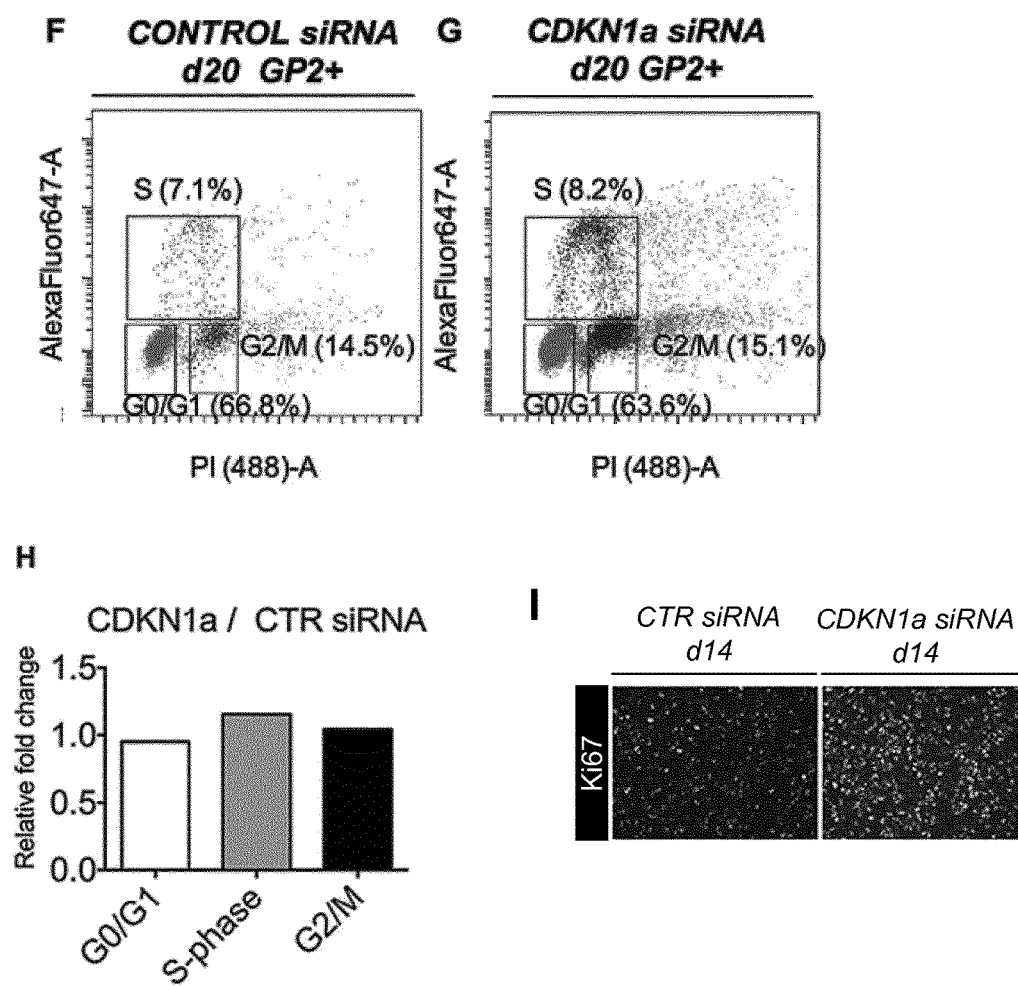 F
CONTROL siRNA
d20 GP2+
AlexaFluor647-A
S (7.1%)
G2/M (14.5%)
G0/G1 (66.8%)
PI (488)-A
G
CDKN1a siRNA
d20 GP2+
AlexaFluor647-A
S (8.2%)
G2/M (15.1%)
G0/G1 (63.6%)
PI (488)-A
H
CDKN1a / CTR siRNA
Relative fold change
1.5
1.0
0.5
0.0
G0/G1
S-phase
G2/M
I
CTR siRNA
d14
CDKN1a siRNA
d14
Ki67